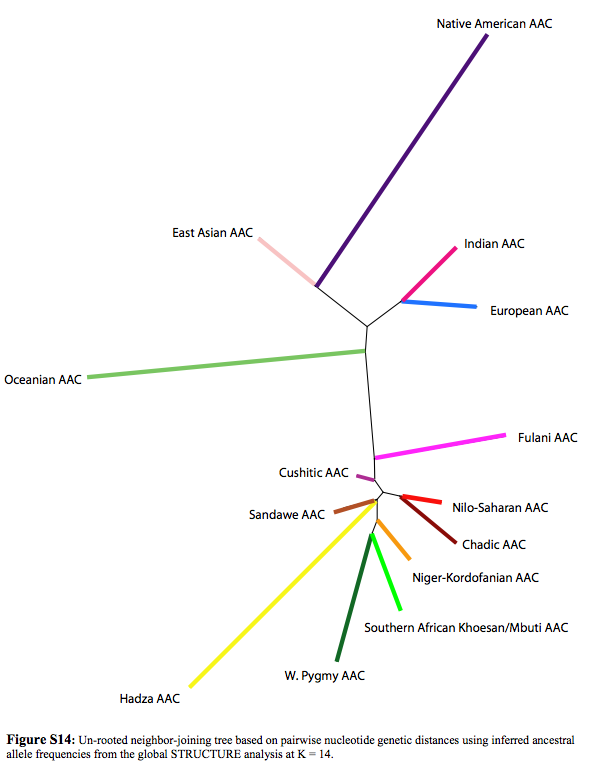 Native American AAC
East Asian AAC
Indian AAC
European AAC
Oceanian AAC
Fulani AAC
Cushitic AAC
Nilo-Saharan AAC
Sandawe AAC
Chadic AAC
Niger-Kordofanian AAC
Southern African Khoesan/Mbuti AAC
W. Pygmy AAC
Hadza AAC
Figure S14: Un-rooted neighbor-joining tree based on pairwise nucleotide genetic distances using inferred ancestral
allele frequencies from the global STRUCTURE analysis at K = 14.